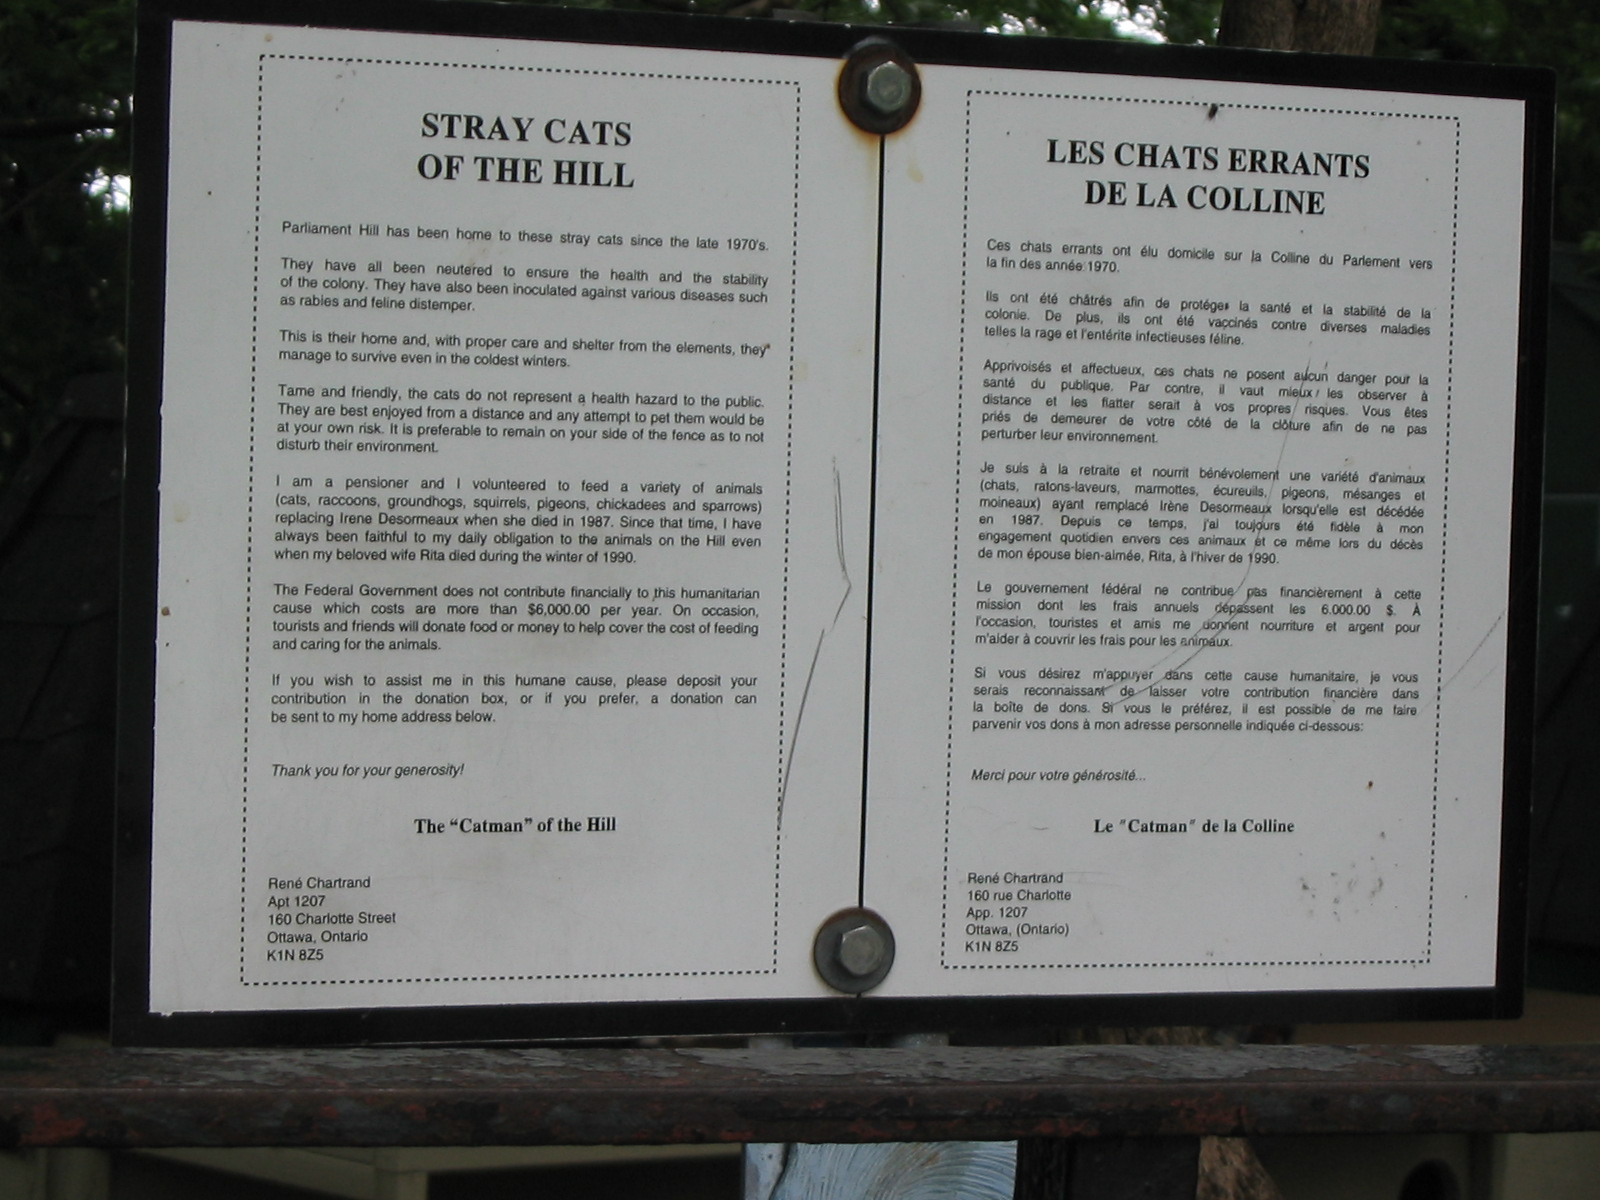 STRAY CATS
OF THE HILL
Parliament Hill has been home to these stray cats since the late 1970's.
They have all been neutered to ensure the health and the stability
of the colony. They have also been inoculated against various diseases such
as rabies and feline distemper.
This is their home and, with proper care and shelter from the elements, they
manage to survive even in the coldest winters.
Tame and friendly, the cats do not represent a health hazard to the public.
They are best enjoyed from a distance and any attempt to pet them would be
at your own risk. It is preferable to remain on your side of the fence as to not
disturb their environment.
I am a pensioner and I volunteered to feed a variety of animals
(cats, raccoons, groundhogs, squirrels, pigeons, chickadees and sparrows)
replacing Irene Desormeaux when she died in 1987. Since that time, I have
always been faithful to my daily obligation to the animals on the Hill even
when my beloved wife Rita died during the winter of 1990.
The Federal Government does not contribute financially to this humanitarian
cause which costs are more than $6,000.00 per year. On occasion,
tourists and friends will donate food or money to help cover the cost of feeding
and caring for the animals.
If you wish to assist me in this humane cause, please deposit your
contribution in the donation box, or if you prefer, a donation can
be sent to my home address below.
Thank you for your generosity!
The “Catman” of the Hill
René Chartrand
Apt 1207
160 Charlotte Street
Ottawa, Ontario
K1N 8Z5
LES CHATS ERRANTS
DE LA COLLINE
Ces chats errants ont élu domicile sur la Colline du Parlement vers
la fin des année 1970.
Ils ont été châtrés afin de protéger la santé et la stabilité de la
colonie. De plus, ils ont été vaccinés contre diverses maladies
telles la rage et l'entérite infectieuses féline.
Apprivoisés et affectueux, ces chats ne posent aucun danger pour la
santé du publique. Par contre, il vaut mieux les observer à
distance et les flatter serait à vos propres risques. Vous êtes
priés de demeurer de votre côté de la clôture afin de ne pas
perturber leur environnement.
Je suis à la retraite et nourrit bénévolement une variété d'animaux
(chats, ratons-laveurs, marmottes, écureuils, pigeons, mésanges et
moineaux) ayant remplacé Irène Desormeaux lorsqu'elle est décédée
en 1987. Depuis ce temps, j'ai toujours été fidèle à mon
engagement quotidien envers ces animaux et ce même lors du décès
de mon épouse bien-aimée, Rita, à l'hiver de 1990.
Le gouvernement fédéral ne contribue pas financièrement à cette
mission dont les frais annuels dépassent les 6.000.00 $. À
l'occasion, touristes et amis me donnent nourriture et argent pour
m'aider à couvrir les frais pour les animaux.
Si vous désirez m'appuyer dans cette cause humanitaire, je vous
serais reconnaissant de laisser votre contribution financière dans
la boîte de dons. Si vous le préférez, il est possible de me faire
parvenir vos dons à mon adresse personnelle indiquée ci-dessous:
Merci pour votre générosité...
Le "Catman" de la Colline
René Chartrand
160 rue Charlotte
App. 1207
Ottawa, (Ontario)
K1N 8Z5